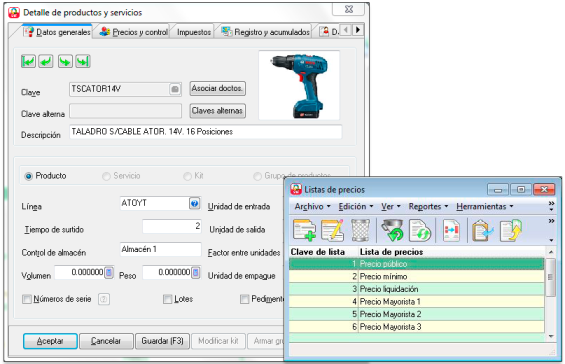 Detalle de productos y servicios
Datos generales Precios y control Impuestos Registro y acumulados D.
Clave TSCATOR14V Asociar doctos.
Clave alterna Claves alternas
Descripción TALADRO S/CABLE ATOR. 14V. 16 Posiciones
Producto Servicio Kit Grupo de productos
Línea ATOYT Unidad de entrada
Tiempo de surtido 2 Unidad de salida
Control de almacén Almacén 1 Factor entre unidades
Volumen 0.000000 Peso 0.000000 Unidad de empaque
Números de serie ? Lotes Pedimento
Aceptar Cancelar Guardar (F3) Modificar kit Armar gru
Listas de precios
Archivo Edición Ver Reportes Herramientas
Clave de lista Lista de precios
1 Precio público
2 Precio mínimo
3 Precio liquidación
4 Precio Mayorista 1
5 Precio Mayorista 2
6 Precio Mayorista 3